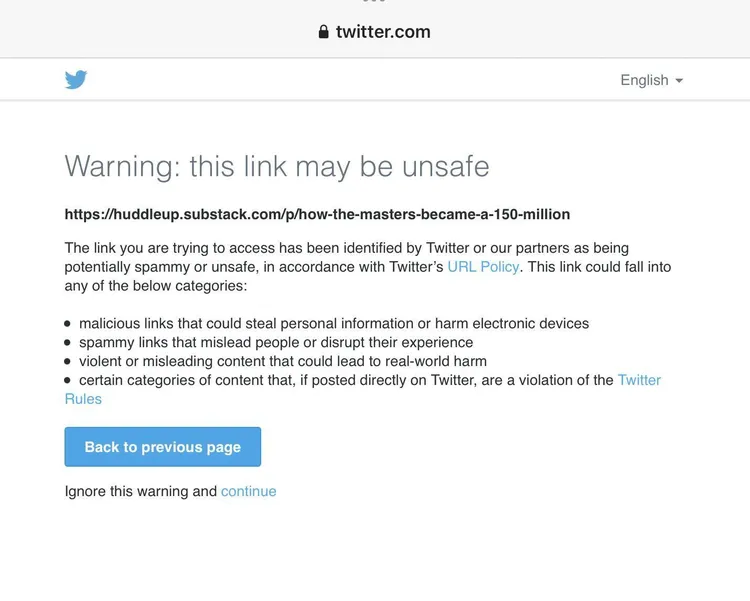 twitter.com
English
Warning: this link may be unsafe
https://huddleup.substack.com/p/how-the-masters-became-a-150-million
The link you are trying to access has been identified by Twitter or our partners as being
potentially spammy or unsafe, in accordance with Twitter’s URL Policy. This link could fall into
any of the below categories:
• malicious links that could steal personal information or harm electronic devices
• spammy links that mislead people or disrupt their experience
• violent or misleading content that could lead to real-world harm
• certain categories of content that, if posted directly on Twitter, are a violation of the Twitter
Rules
Back to previous page
Ignore this warning and continue